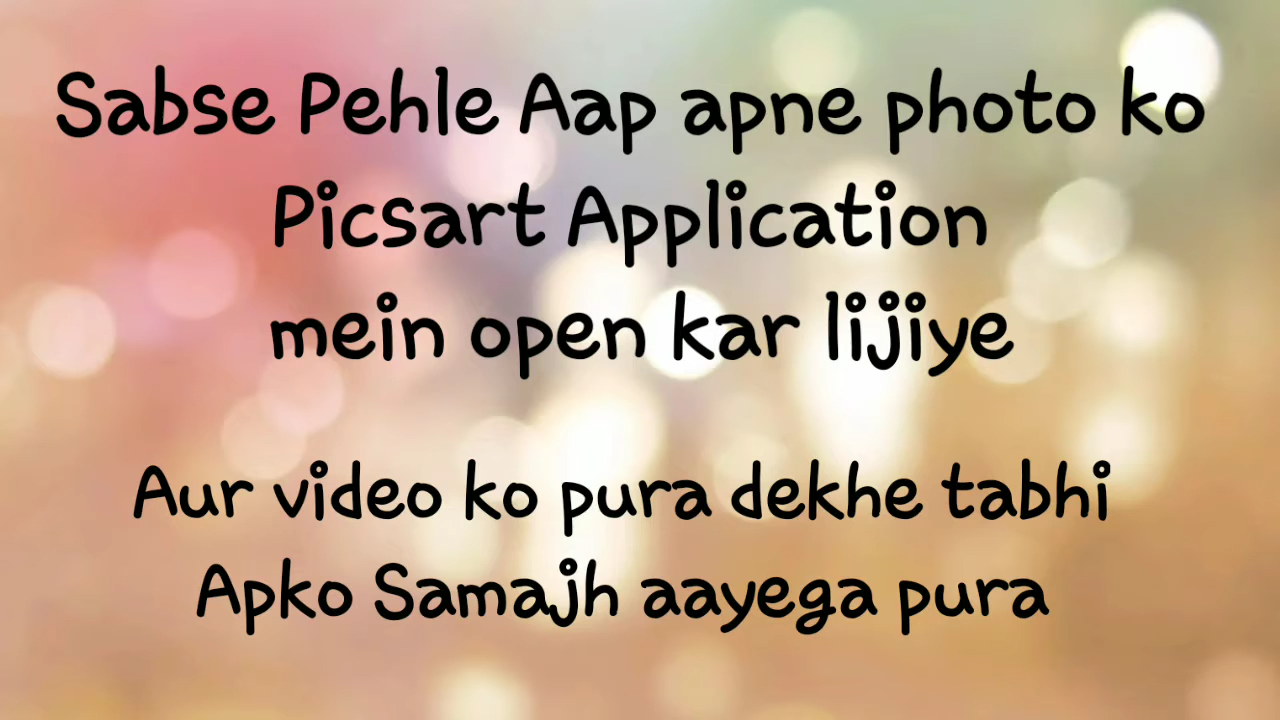 Sabse Pehle Aap apne photo ko
Picsart Application
mein open kar lijiye
Aur video ko pura dekhe tabhi
Apko Samajh aayega pura